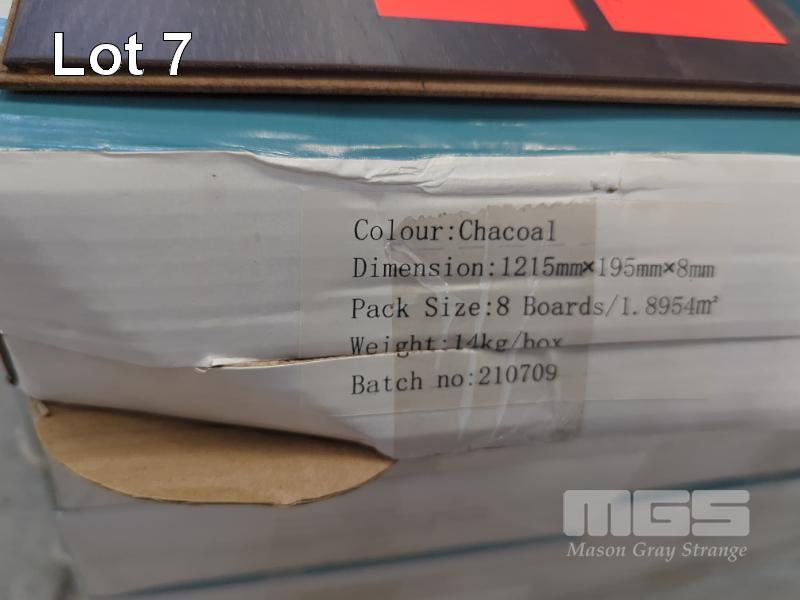 Lot 7
Colour:Chacoal
Dimension:1215mm×195mm×8mm
Pack Size:8 Boards/1.8954m²
Weight:14kg/box
Batch no:210709
MGS
Mason Gray Strange